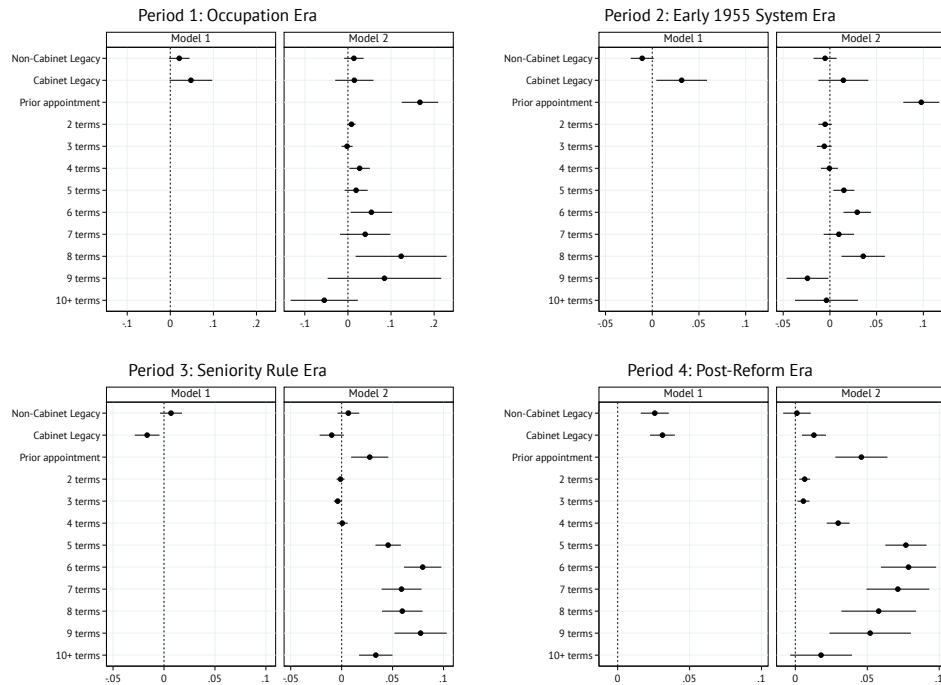 Period 1: Occupation Era
Model 1 Model 2
Non-Cabinet Legacy
Cabinet Legacy
Prior appointment
2 terms
3 terms
4 terms
5 terms
6 terms
7 terms
8 terms
9 terms
10+ terms
-.1 0 .1 .2 -.1 0 .1 .2
Period 2: Early 1955 System Era
Model 1 Model 2
Non-Cabinet Legacy
Cabinet Legacy
Prior appointment
2 terms
3 terms
4 terms
5 terms
6 terms
7 terms
8 terms
9 terms
10+ terms
-.05 0 .05 .1 -.05 0 .05 .1
Period 3: Seniority Rule Era
Model 1 Model 2
Non-Cabinet Legacy
Cabinet Legacy
Prior appointment
2 terms
3 terms
4 terms
5 terms
6 terms
7 terms
8 terms
9 terms
10+ terms
-.05 0 .05 .1 -.05 0 .05 .1
Period 4: Post-Reform Era
Model 1 Model 2
Non-Cabinet Legacy
Cabinet Legacy
Prior appointment
2 terms
3 terms
4 terms
5 terms
6 terms
7 terms
8 terms
9 terms
10+ terms
0 .05 .1 0 .05 .1